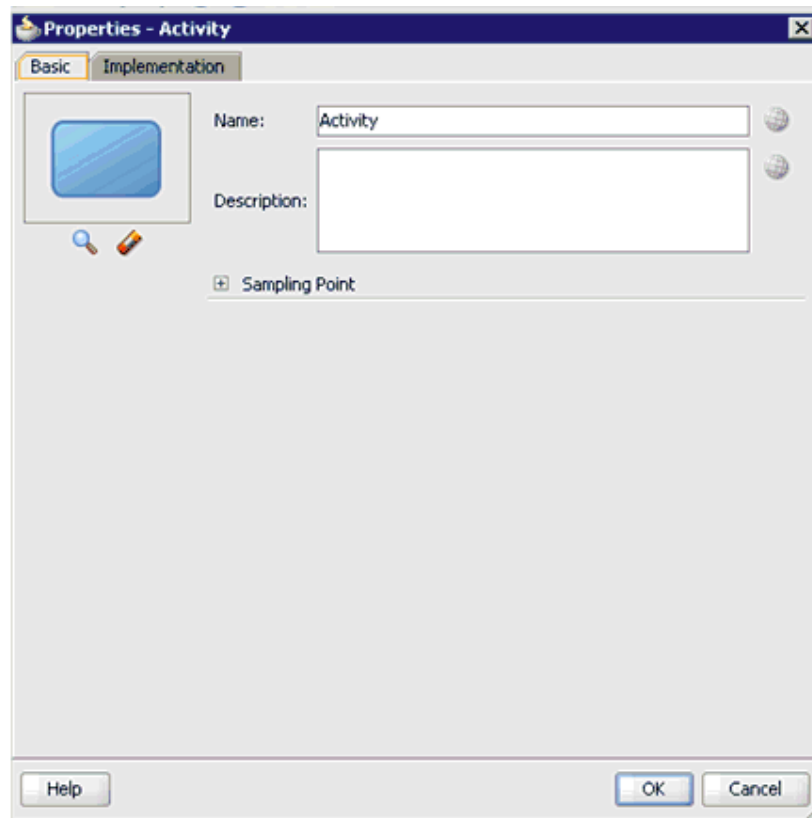 Properties - Activity
Basic Implementation
Name: Activity
Description:
Sampling Point
Help OK Cancel